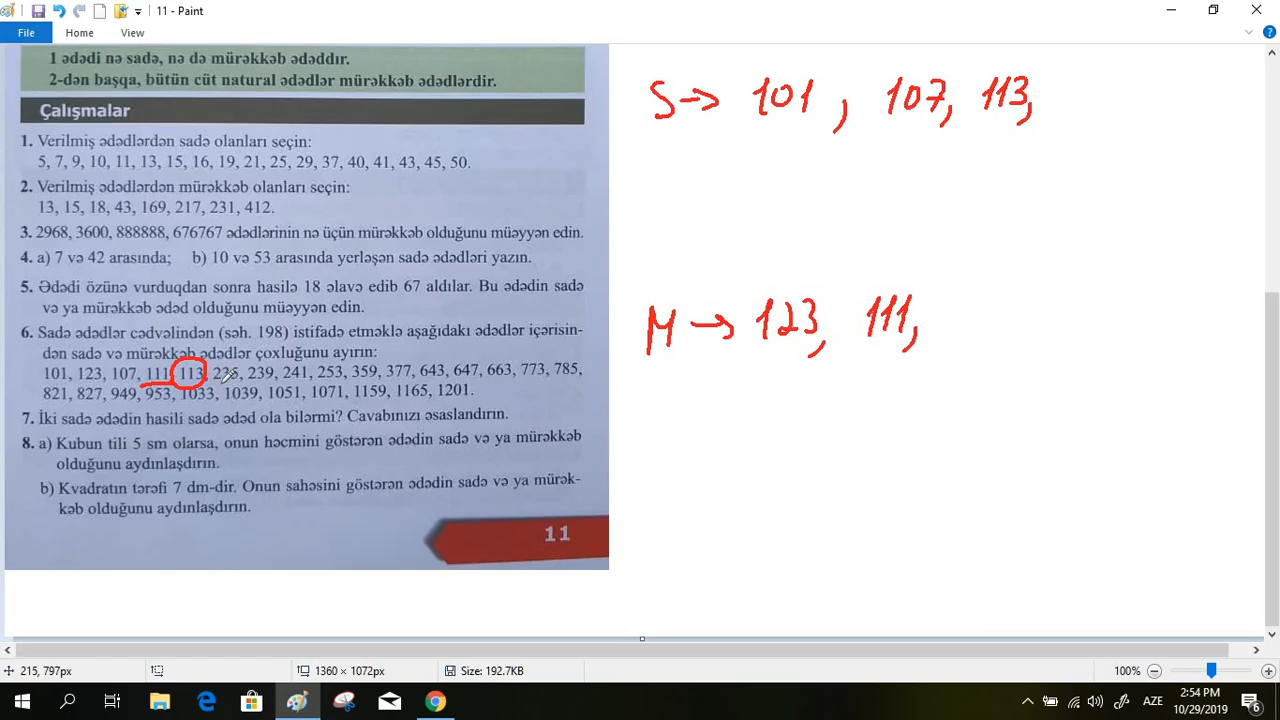 11 - Paint
File Home View
1 ədədi nə sadə, nə də mürəkkəb ədəddır.
2-dən başqa, bütün cüt natural ədədlər mürəkkəb ədədlərdir.
Çalışmalar
1. Verilmiş ədədlərdən sadə olanları seçin:
5, 7, 9, 10, 11, 13, 15, 16, 19, 21, 25, 29, 37, 40, 41, 43, 45, 50.
2. Verilmiş ədədlərdən mürəkkəb olanları seçin:
13, 15, 18, 43, 169, 217, 231, 412.
3. 2968, 3600, 888888, 676767 ədədlərinin nə üçün mürəkkəb olduğunu müəyyən edin.
4. a) 7 və 42 arasında; b) 10 və 53 arasında yerləşən sadə ədədləri yazın.
5. Ədədi özünə vurduqdan sonra hasilə 18 əlavə edib 67 aldılar. Bu ədədin sadə
və ya mürəkkəb ədəd olduğunu müəyyən edin.
6. Sadə ədədlər cədvəlindən (səh. 198) istifadə etməklə aşağıdakı ədədlər içərisin-
dən sadə və mürəkkəb ədədlər çoxluğunu ayırın:
101, 123, 107, 111, 113, 239, 241, 253, 359, 377, 643, 647, 663, 773, 785,
821, 827, 949, 953, 1033, 1039, 1051, 1071, 1159, 1165, 1201.
7. İki sadə ədədin hasili sadə ədəd ola bilərmi? Cavabınızı əsaslandırın.
8. a) Kubun tili 5 sm olarsa, onun həcmini göstərən ədədin sadə və ya mürəkkəb
olduğunu aydınlaşdırın.
b) Kvadratın tərəfi 7 dm-dir. Onun sahəsini göstərən ədədin sadə və ya mürək-
kəb olduğunu aydınlaşdırın.
11
S → 101, 107, 113,
M → 123, 111,
215, 797px 1360 × 1072px Size: 192.7KB 100%
AZE 2:54 PM
10/29/2019
6